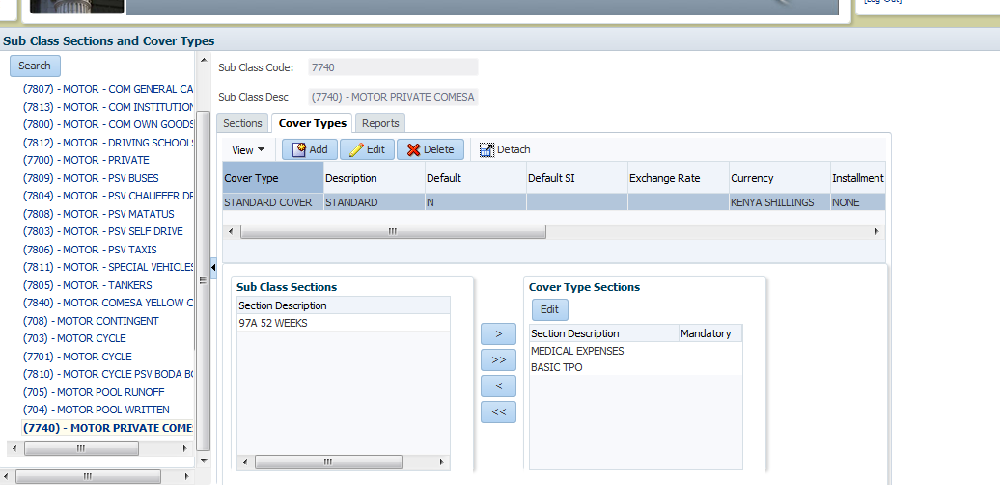 [Log Out]
Sub Class Sections and Cover Types
Search
(7807) - MOTOR - COM GENERAL CA
(7813) - MOTOR - COM INSTITUTION
(7800) - MOTOR - COM OWN GOODS
(7812) - MOTOR - DRIVING SCHOOLS
(7700) - MOTOR - PRIVATE
(7809) - MOTOR - PSV BUSES
(7804) - MOTOR - PSV CHAUFFER DR
(7808) - MOTOR - PSV MATATUS
(7803) - MOTOR - PSV SELF DRIVE
(7806) - MOTOR - PSV TAXIS
(7811) - MOTOR - SPECIAL VEHICLES
(7805) - MOTOR - TANKERS
(7840) - MOTOR COMESA YELLOW C
(708) - MOTOR CONTINGENT
(703) - MOTOR CYCLE
(7701) - MOTOR CYCLE
(7810) - MOTOR CYCLE PSV BODA BO
(705) - MOTOR POOL RUNOFF
(704) - MOTOR POOL WRITTEN
(7740) - MOTOR PRIVATE COME
Sub Class Code: 7740
Sub Class Desc (7740) - MOTOR PRIVATE COMESA
Sections Cover Types Reports
View Add Edit Delete Detach
Cover Type Description Default Default SI Exchange Rate Currency Installment
STANDARD COVER STANDARD N KENYA SHILLINGS NONE
Sub Class Sections
Section Description
97A 52 WEEKS
>
>>
<
<<
Cover Type Sections
Edit
Section Description Mandatory
MEDICAL EXPENSES
BASIC TPO